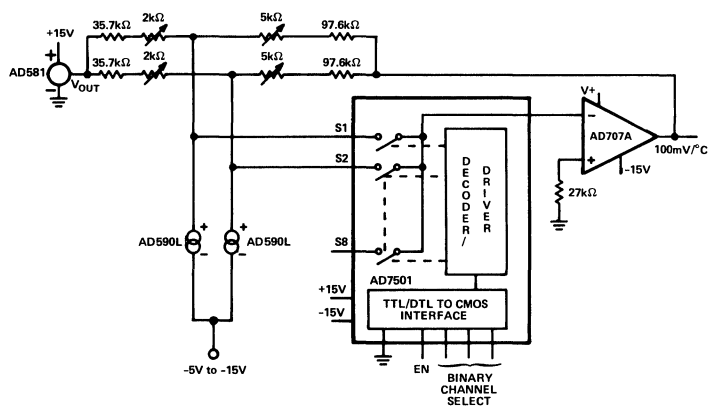 35.7kΩ
2kΩ
5kΩ
97.6kΩ
+15V
+
AD581
–
VOUT
35.7kΩ
2kΩ
5kΩ
97.6kΩ
V+
–
AD707A
+
100mV/°C
–15V
27kΩ
S1
S2
S8
DECODER/
DRIVER
+
AD590L
–
+
AD590L
–
AD7501
+15V
–15V
TTL/DTL TO CMOS
INTERFACE
–5V to –15V
EN
BINARY
CHANNEL
SELECT